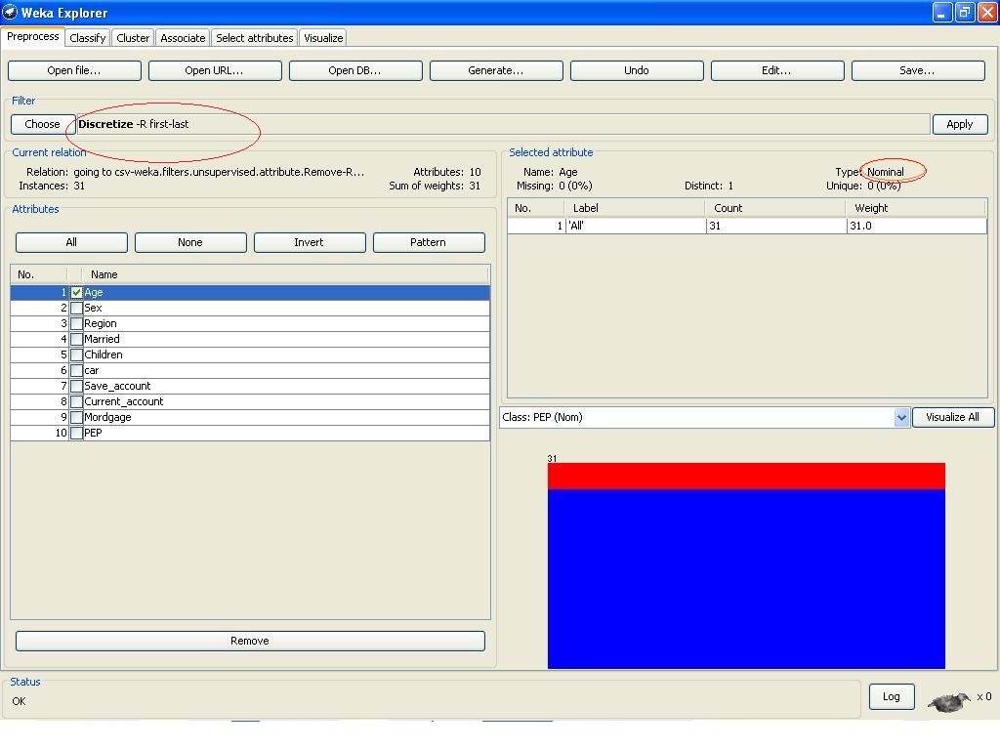 Weka Explorer
Preprocess Classify Cluster Associate Select attributes Visualize
Open file... Open URL... Open DB... Generate... Undo Edit... Save...
Filter
Choose Discretize -R first-last Apply
Current relation
Relation: going to csv-weka.filters.unsupervised.attribute.Remove-R... Attributes: 10
Instances: 31 Sum of weights: 31
Attributes
All None Invert Pattern
No. Name
1 Age
2 Sex
3 Region
4 Married
5 Children
6 car
7 Save_account
8 Current_account
9 Mordgage
10 PEP
Remove
Selected attribute
Name: Age Type: Nominal
Missing: 0 (0%) Distinct: 1 Unique: 0 (0%)
No. Label Count Weight
1 'All' 31 31.0
Class: PEP (Nom) Visualize All
31
Status
OK
Log x 0